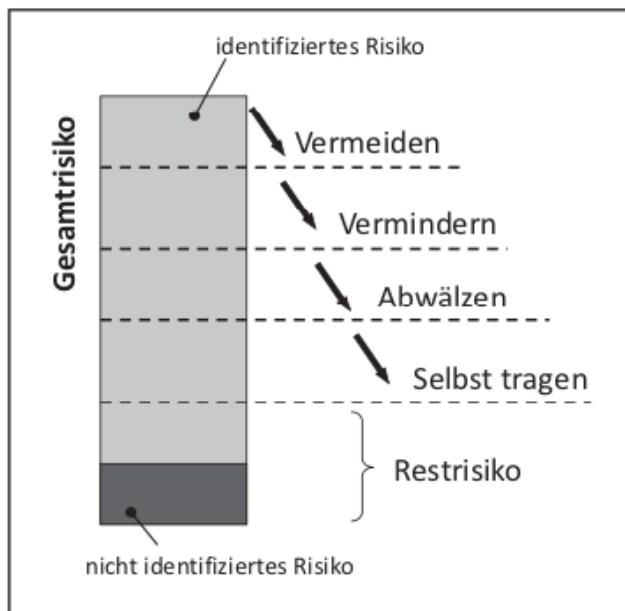 identifiziertes Risiko
Gesamtrisiko
Vermeiden
Vermindern
Abwälzen
Selbst tragen
Restrisiko
nicht identifiziertes Risiko